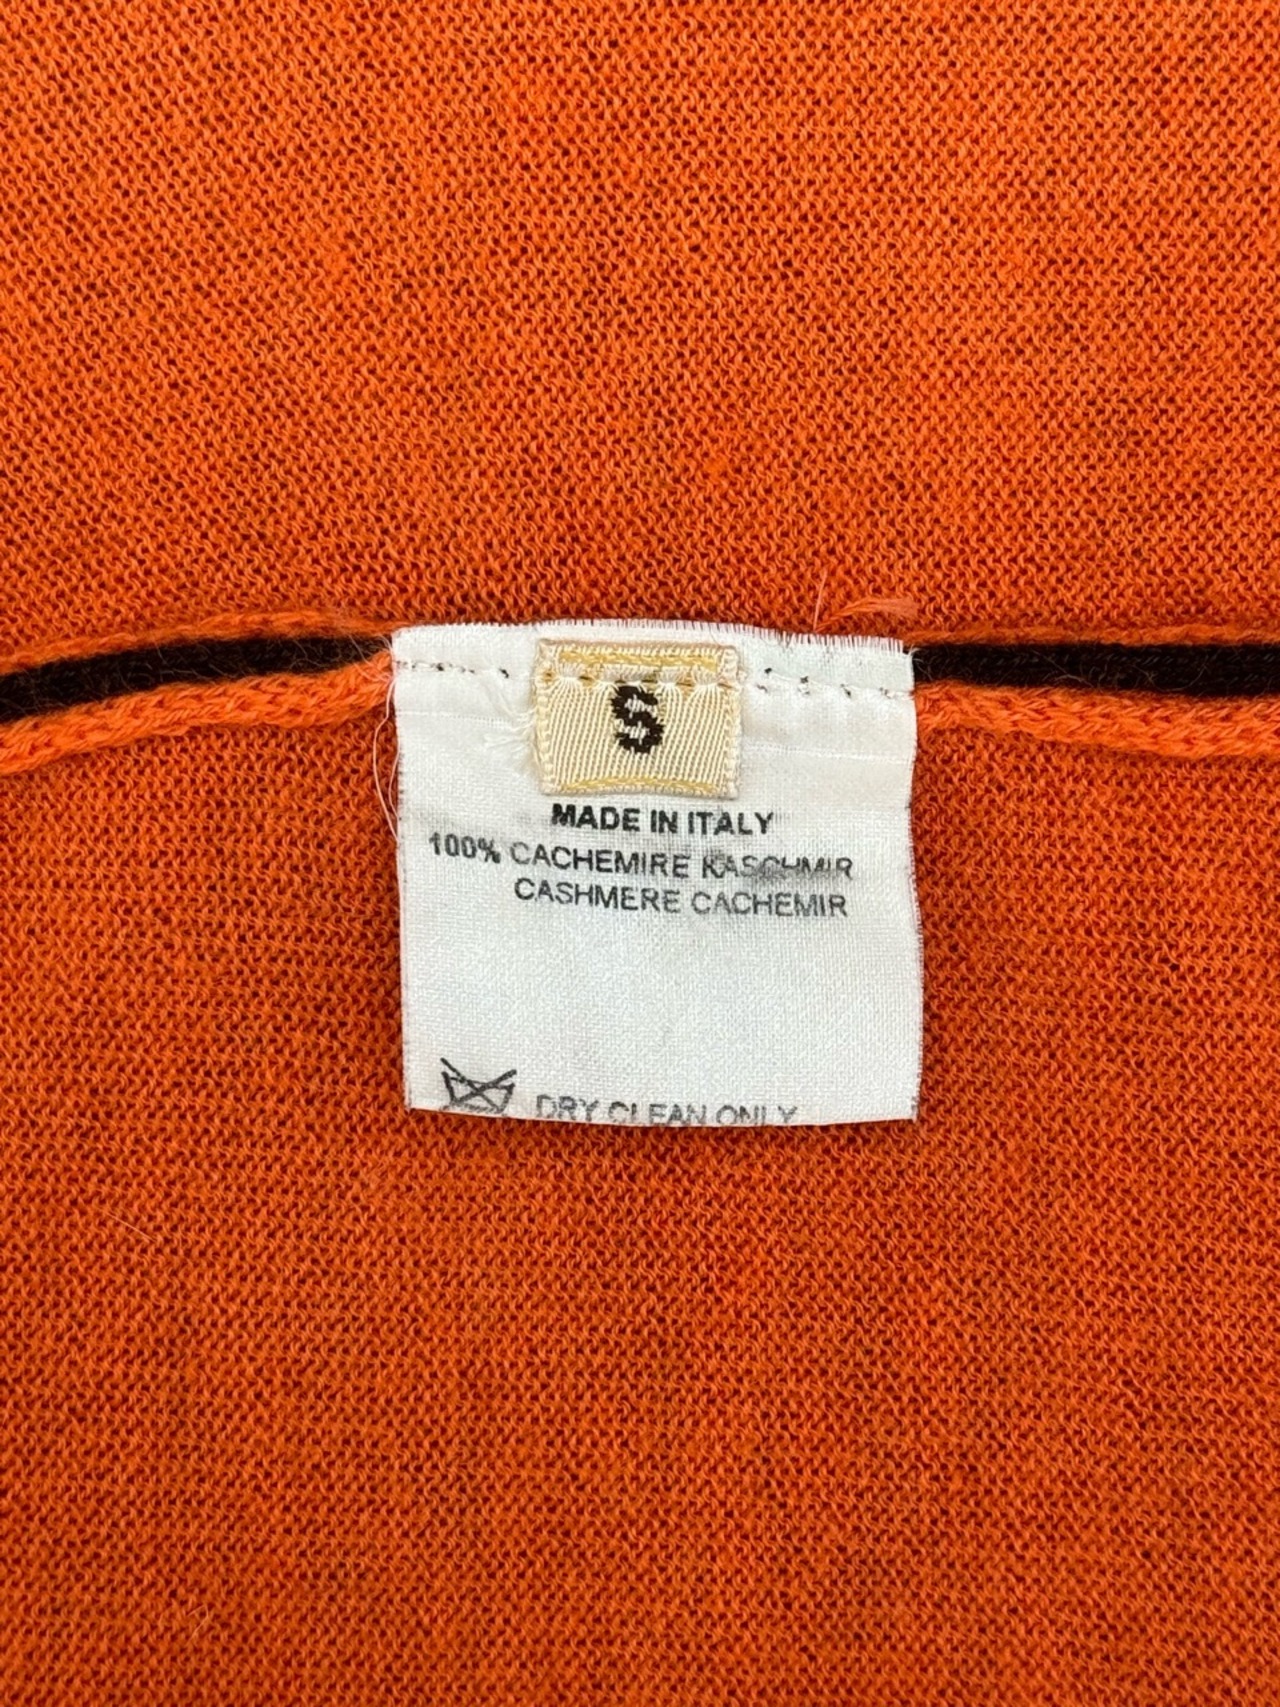 S
MADE IN ITALY
100% CACHEMIRE KASCHMIR
CASHMERE CACHEMIR
DRY CLEAN ONLY